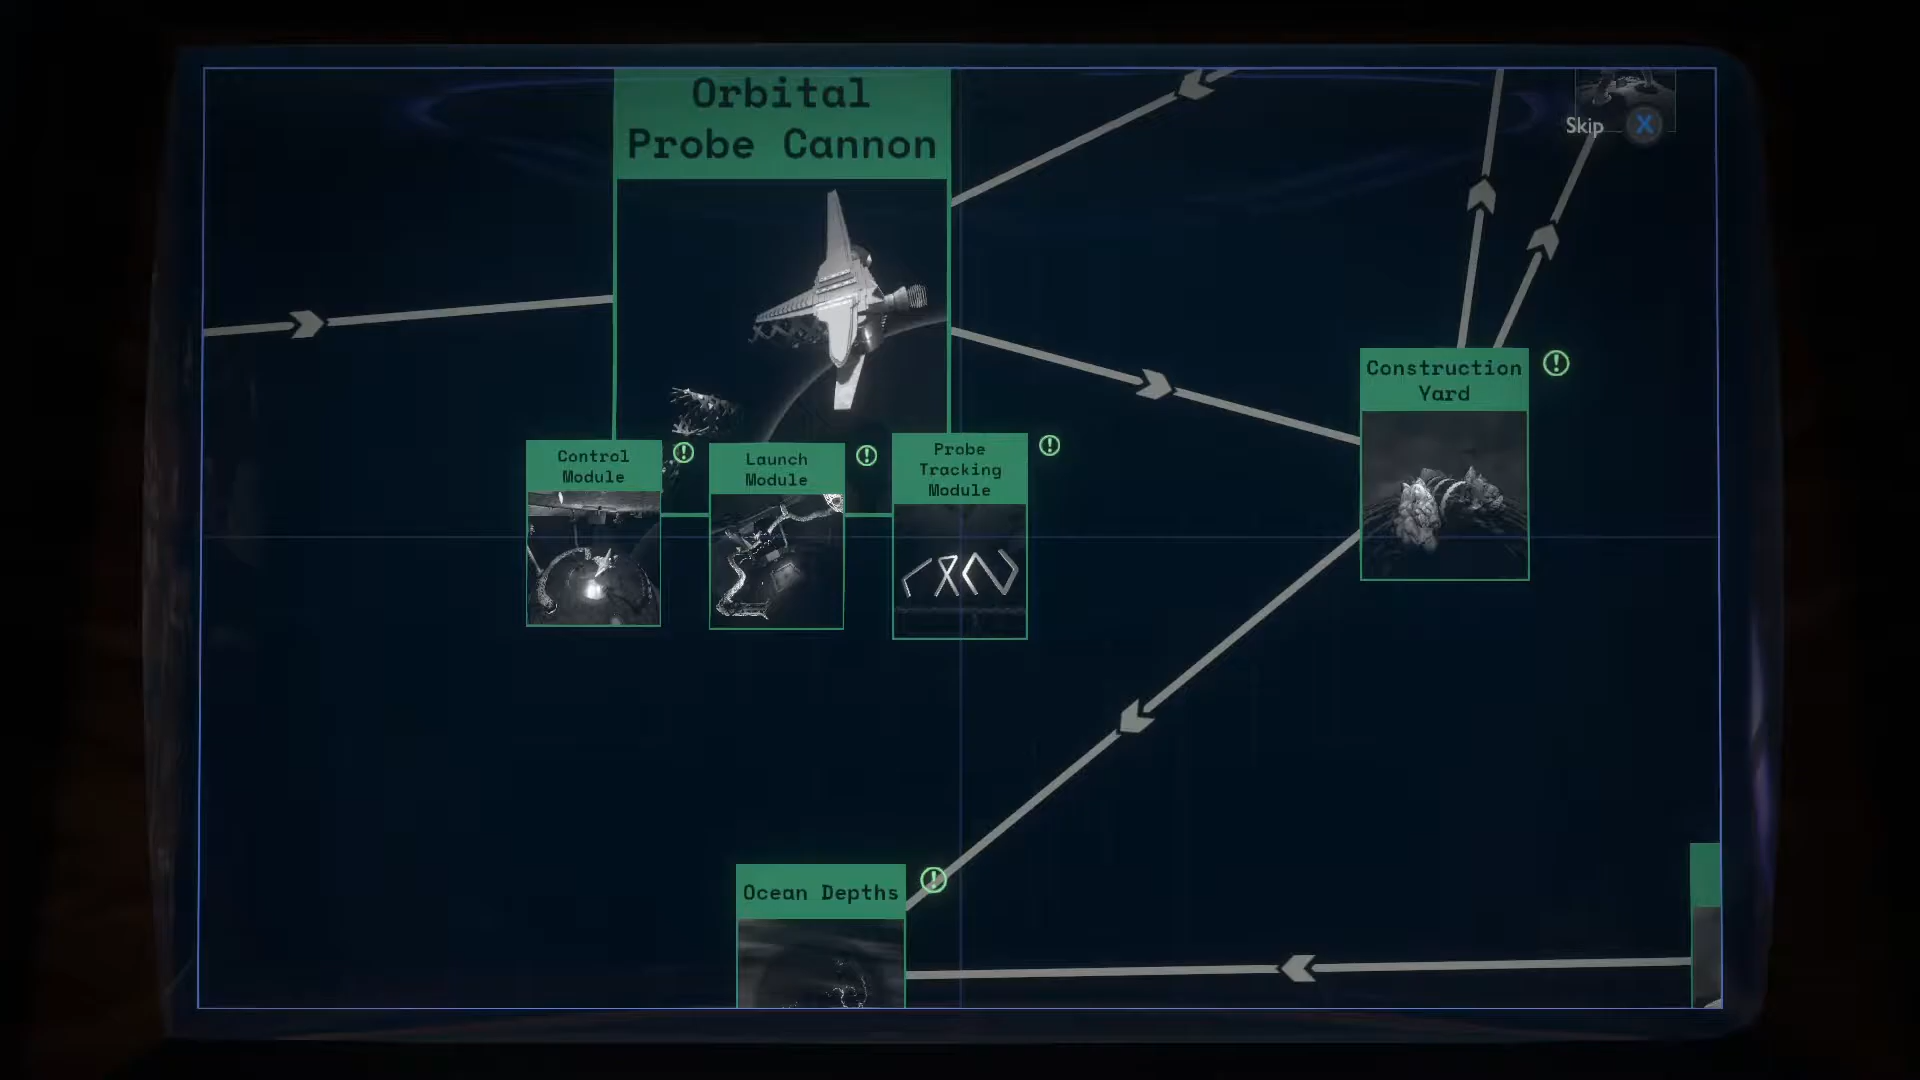 Orbital
Probe Cannon
Skip X
Construction
Yard
Control
Module
Launch
Module
Probe
Tracking
Module
Ocean Depths